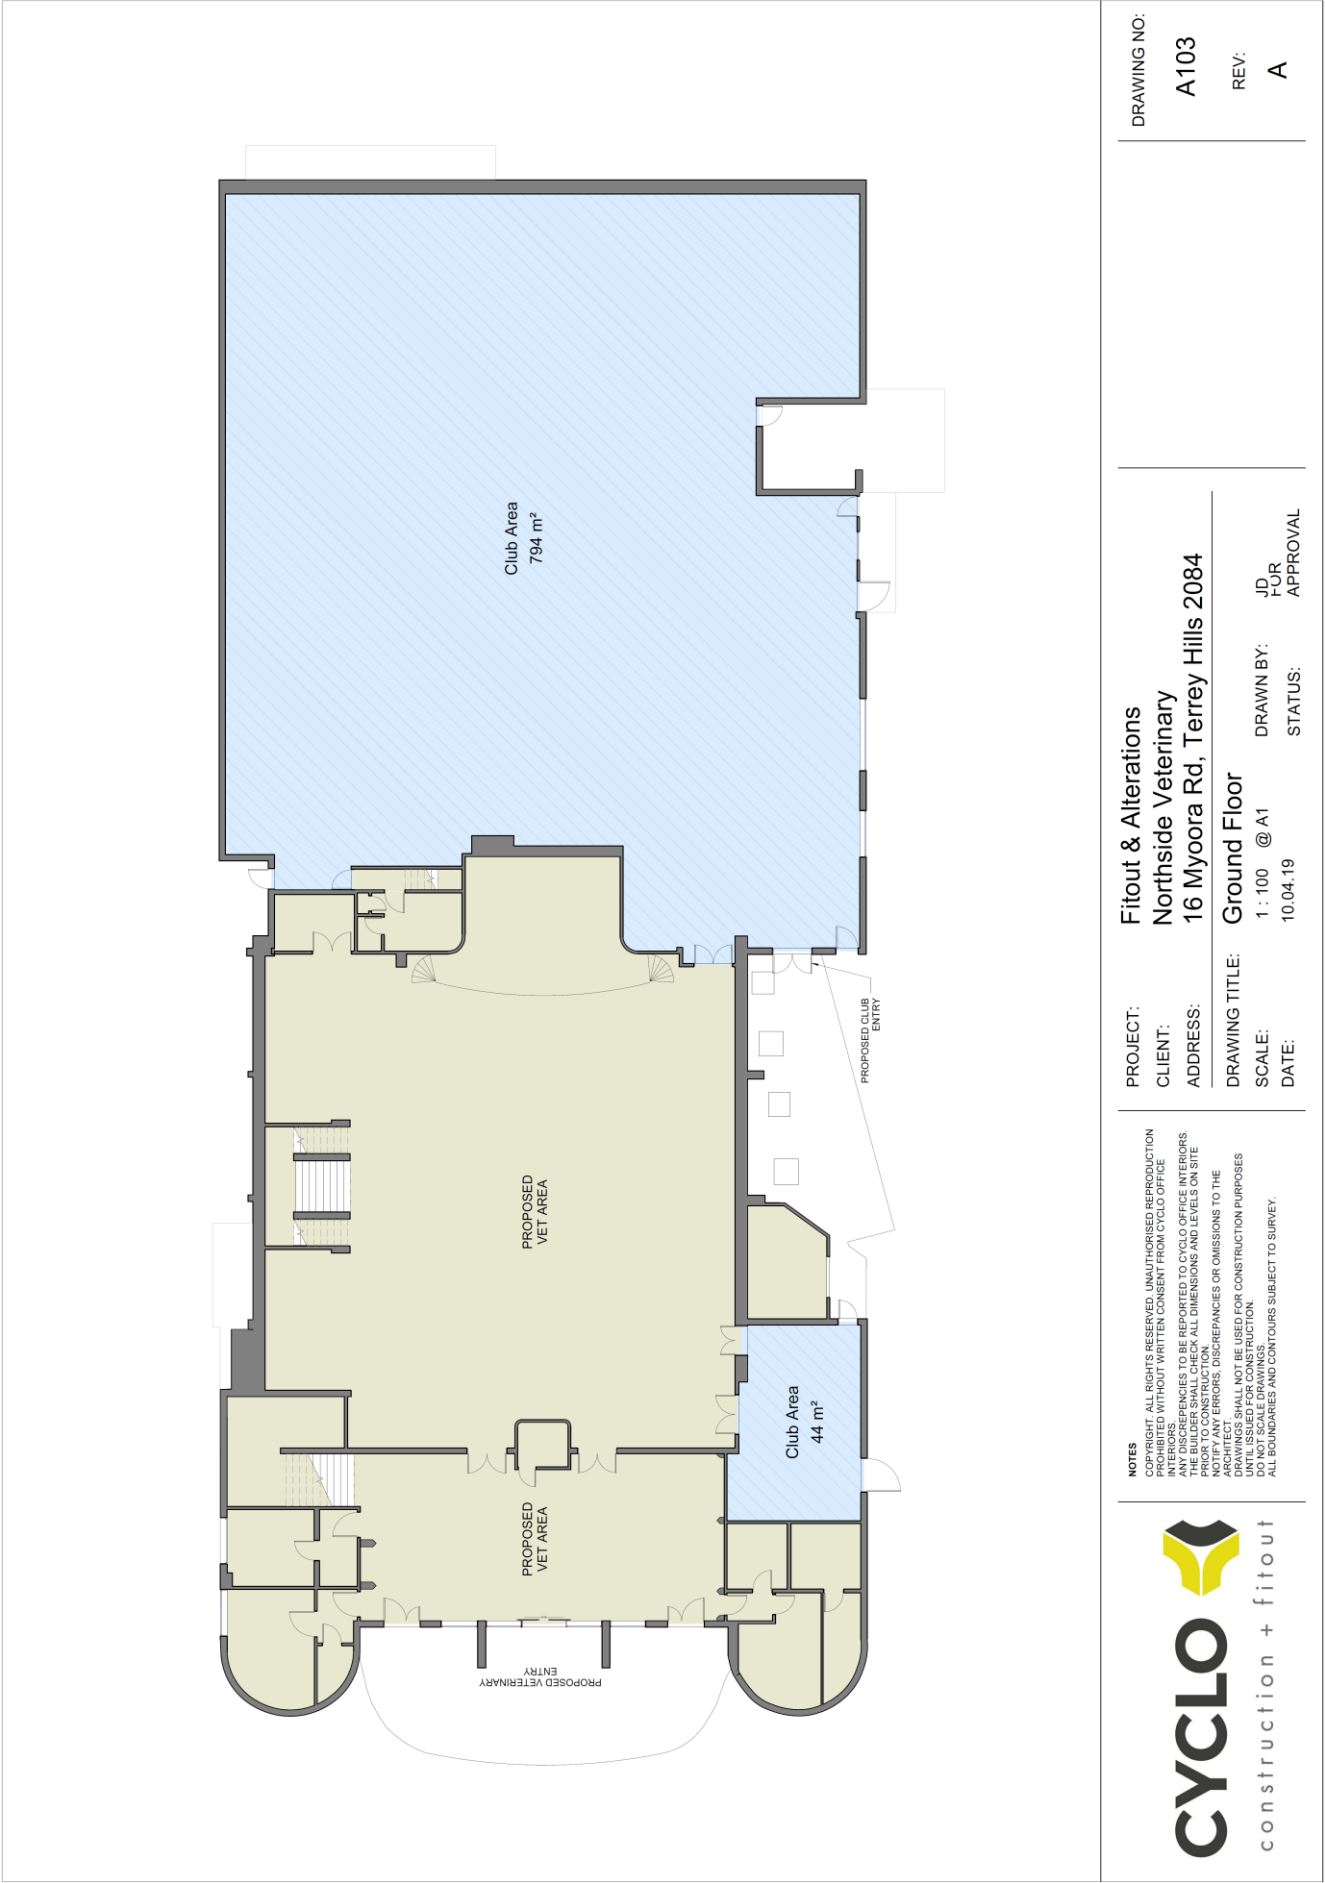 Club Area
794 m²
PROPOSED CLUB
ENTRY
PROPOSED
VET AREA
Club Area
44 m²
PROPOSED
VET AREA
PROPOSED VETERINARY
ENTRY
CYCLO
construction + fitout
NOTES
COPYRIGHT. ALL RIGHTS RESERVED. UNAUTHORISED REPRODUCTION
PROHIBITED WITHOUT WRITTEN CONSENT FROM CYCLO OFFICE
INTERIORS.
ANY DISCREPENCIES TO BE REPORTED TO CYCLO OFFICE INTERIORS.
THE BUILDER SHALL CHECK ALL DIMENSIONS AND LEVELS ON SITE
PRIOR TO CONSTRUCTION.
NOTIFY ANY ERRORS, DISCREPANCIES OR OMISSIONS TO THE
ARCHITECT.
DRAWINGS SHALL NOT BE USED FOR CONSTRUCTION PURPOSES
UNTIL ISSUED FOR CONSTRUCTION.
DO NOT SCALE DRAWINGS.
ALL BOUNDARIES AND CONTOURS SUBJECT TO SURVEY.
PROJECT: Fitout & Alterations
CLIENT: Northside Veterinary
ADDRESS: 16 Myoora Rd, Terrey Hills 2084
DRAWING TITLE: Ground Floor
SCALE: 1 : 100 @ A1 DRAWN BY: JD
DATE: 10.04.19 STATUS: FOR
APPROVAL
DRAWING NO:
A103
REV:
A